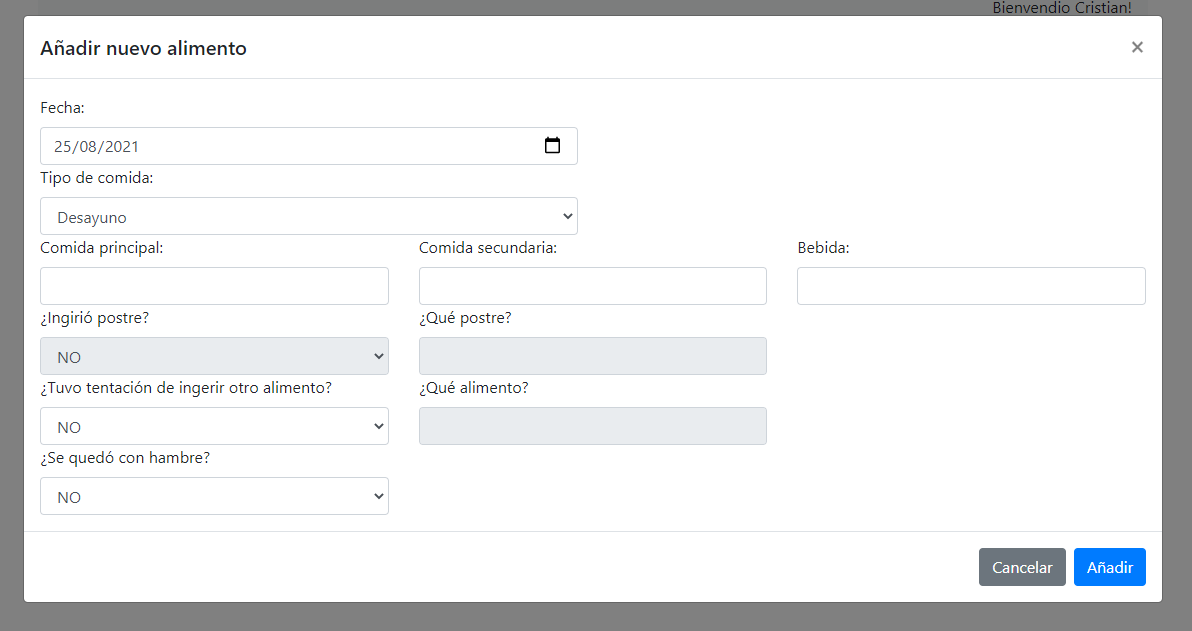 Bienvendio Cristian!
Añadir nuevo alimento
×
Fecha:
25/08/2021
Tipo de comida:
Desayuno
Comida principal: Comida secundaria: Bebida:
¿Ingirió postre? ¿Qué postre?
NO
¿Tuvo tentación de ingerir otro alimento? ¿Qué alimento?
NO
¿Se quedó con hambre?
NO
Cancelar Añadir